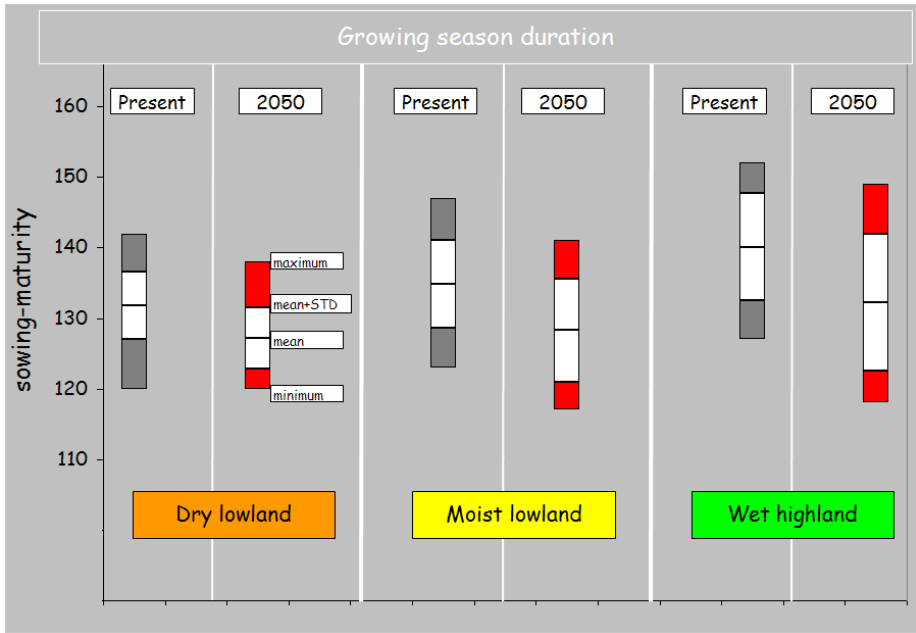 Growing season duration
Present
2050
Present
2050
Present
2050
sowing-maturity
160
150
140
130
120
110
maximum
mean+STD
mean
minimum
Dry lowland
Moist lowland
Wet highland